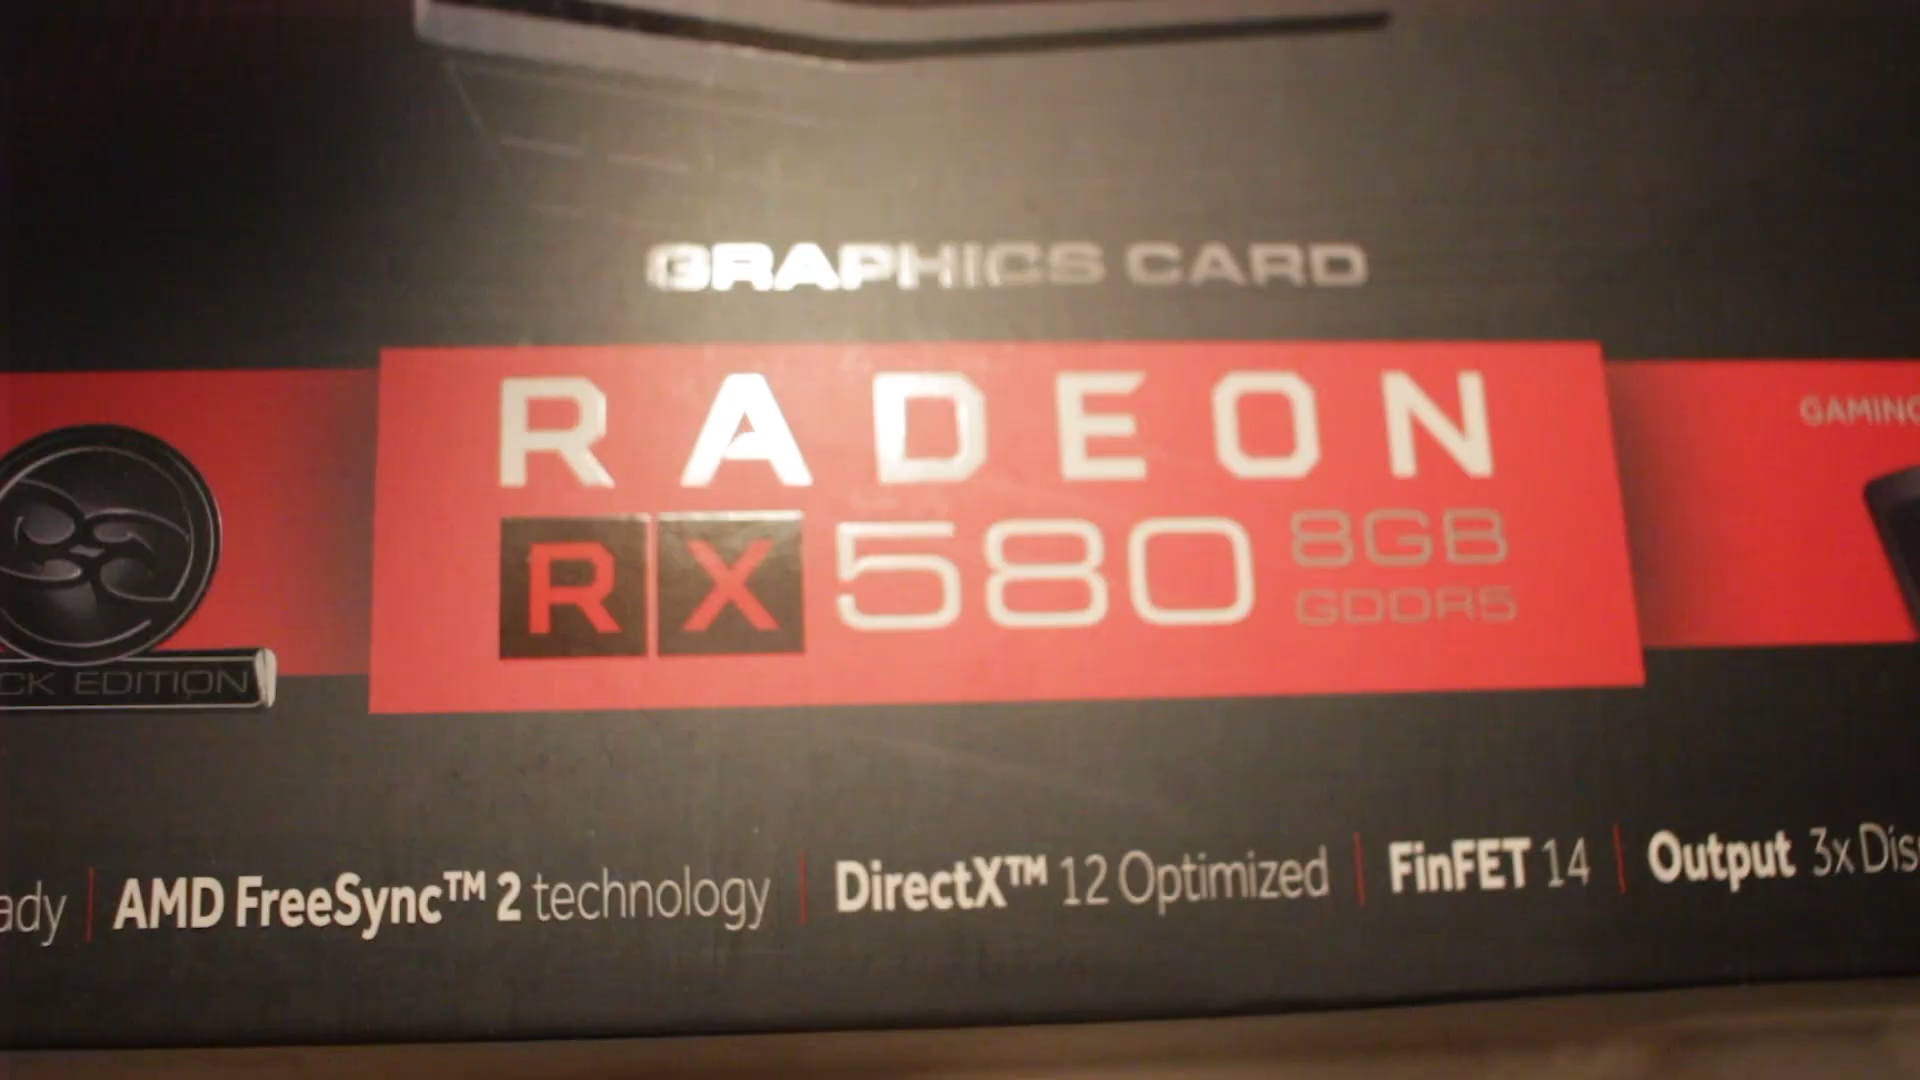 GRAPHICS CARD
RADEON
RX 580 8GB
GDDR5
GAMING
CK EDITION
ady | AMD FreeSync™ 2 technology | DirectX™ 12 Optimized | FinFET 14 | Output 3x Dis